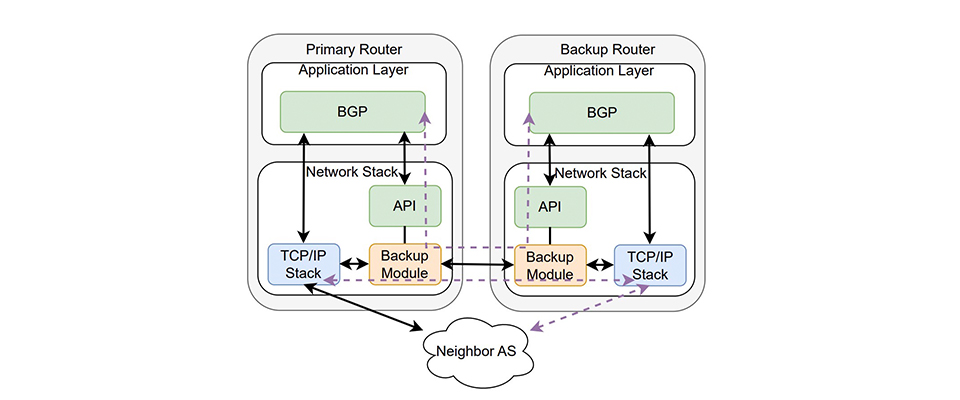 Primary Router
Application Layer
BGP
Network Stack
API
TCP/IP
Stack
Backup
Module
Backup Router
Application Layer
BGP
Network Stack
API
Backup
Module
TCP/IP
Stack
Neighbor AS